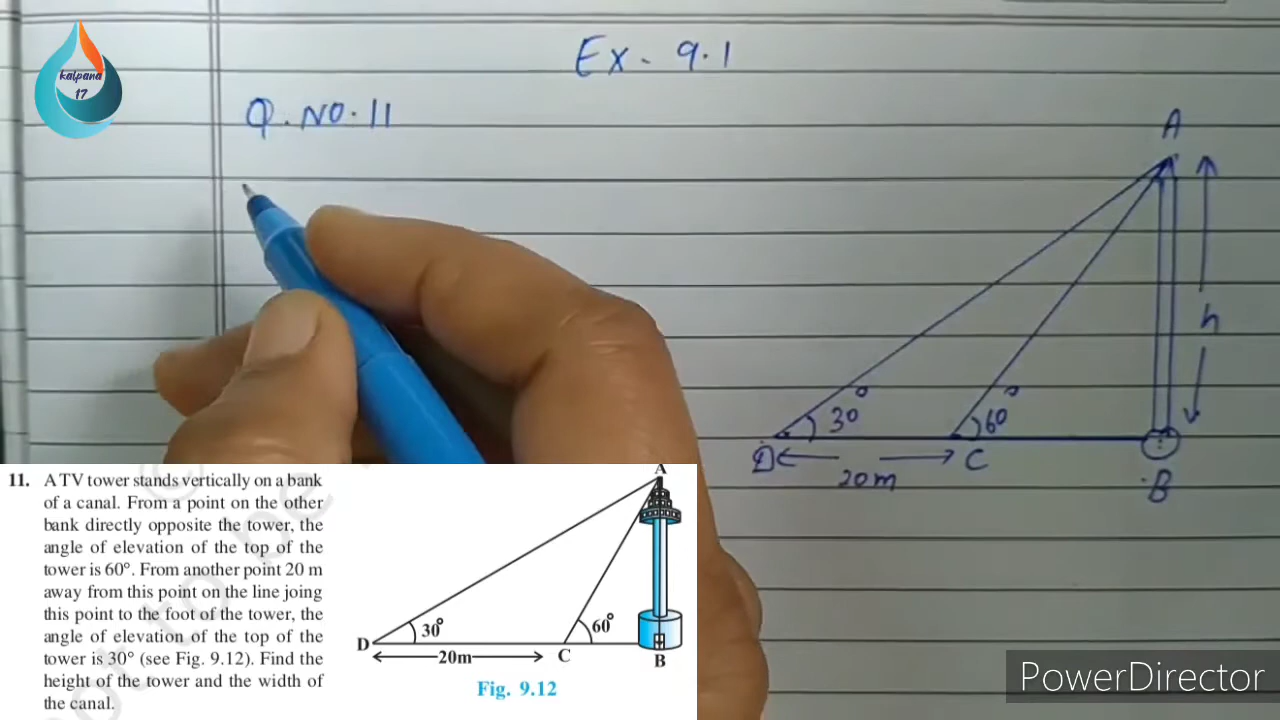 kalpana
17
Ex - 9.1
Q. NO. 11
A
h
30°
60°
D
20m
C
B
11. A TV tower stands vertically on a bank
of a canal. From a point on the other
bank directly opposite the tower, the
angle of elevation of the top of the
tower is 60°. From another point 20 m
away from this point on the line joing
this point to the foot of the tower, the
angle of elevation of the top of the
tower is 30° (see Fig. 9.12). Find the
height of the tower and the width of
the canal.
A
30°
60°
D
20m
C
B
Fig. 9.12
PowerDirector